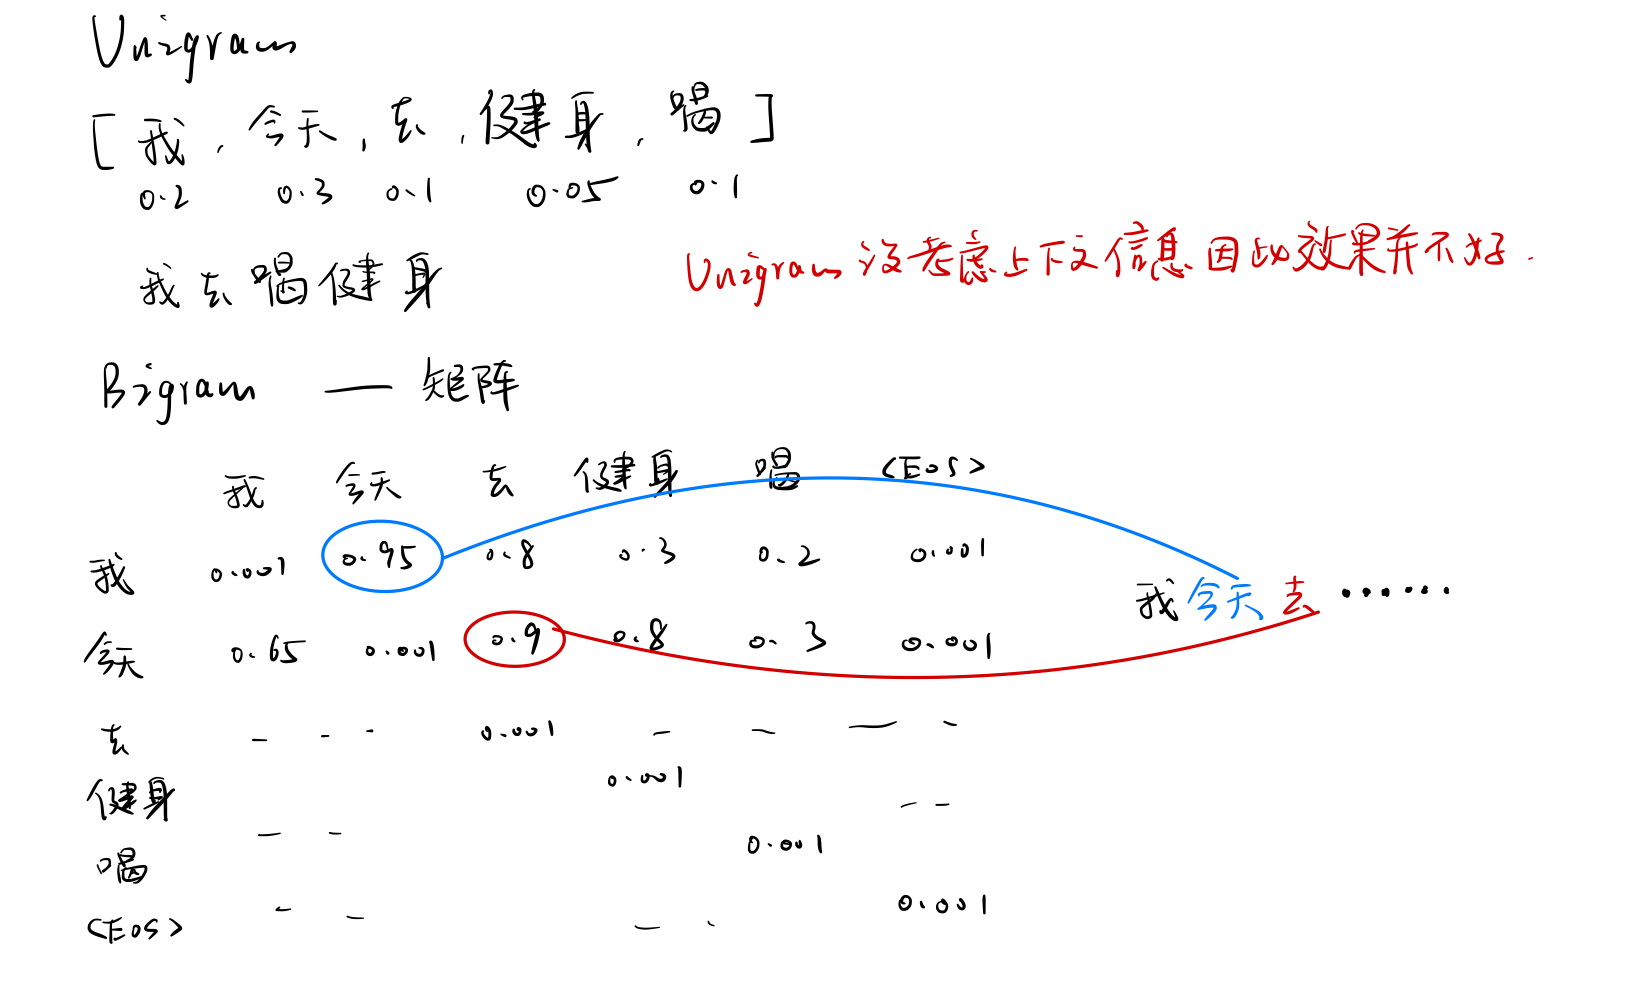 Unigram
[我, 今天, 去, 健身, 喝]
0.2 0.3 0.1 0.05 0.1
Unigram 没考虑上下文信息因此效果并不好.
我去喝健身
Bigram — 矩阵
我 今天 去 健身 喝 <EOS>
我 0.001 0.95 0.8 0.3 0.2 0.001
我今天去······
今天 0.65 0.001 0.9 0.8 0.3 0.001
去 - - - 0.001 - - - -
健身 0.001 - -
喝 - - 0.001
<EOS> - - - - 0.001